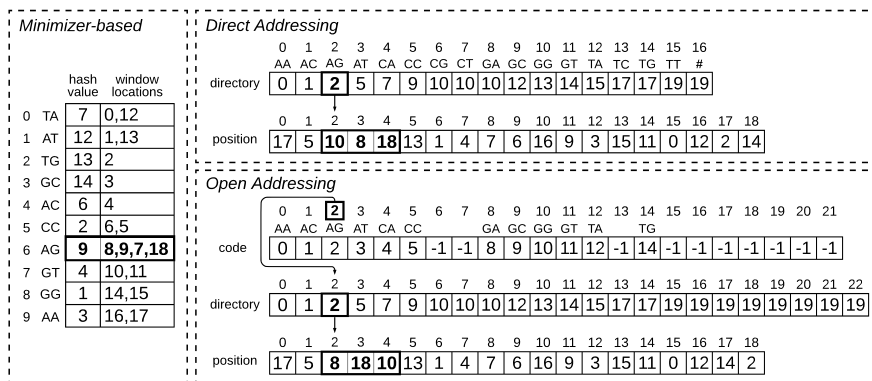 Minimizer-based
hash value window locations
0 TA 7 0,12
1 AT 12 1,13
2 TG 13 2
3 GC 14 3
4 AC 6 4
5 CC 2 6,5
6 AG 9 8,9,7,18
7 GT 4 10,11
8 GG 1 14,15
9 AA 3 16,17
Direct Addressing
0 1 2 3 4 5 6 7 8 9 10 11 12 13 14 15 16
AA AC AG AT CA CC CG CT GA GC GG GT TA TC TG TT #
directory 0 1 2 5 7 9 10 10 10 12 13 14 15 17 17 19 19
0 1 2 3 4 5 6 7 8 9 10 11 12 13 14 15 16 17 18
position 17 5 10 8 18 13 1 4 7 6 16 9 3 15 11 0 12 2 14
Open Addressing
0 1 2 3 4 5 6 7 8 9 10 11 12 13 14 15 16 17 18 19 20 21
AA AC AG AT CA CC GA GC GG GT TA TG
code 0 1 2 3 4 5 -1 -1 8 9 10 11 12 -1 14 -1 -1 -1 -1 -1 -1 -1
0 1 2 3 4 5 6 7 8 9 10 11 12 13 14 15 16 17 18 19 20 21 22
directory 0 1 2 5 7 9 10 10 10 12 13 14 15 17 17 19 19 19 19 19 19 19 19
0 1 2 3 4 5 6 7 8 9 10 11 12 13 14 15 16 17 18
position 17 5 8 18 10 13 1 4 7 6 16 9 3 15 11 0 12 14 2